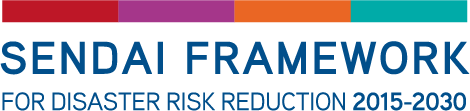 SENDAI FRAMEWORK
FOR DISASTER RISK REDUCTION 2015-2030